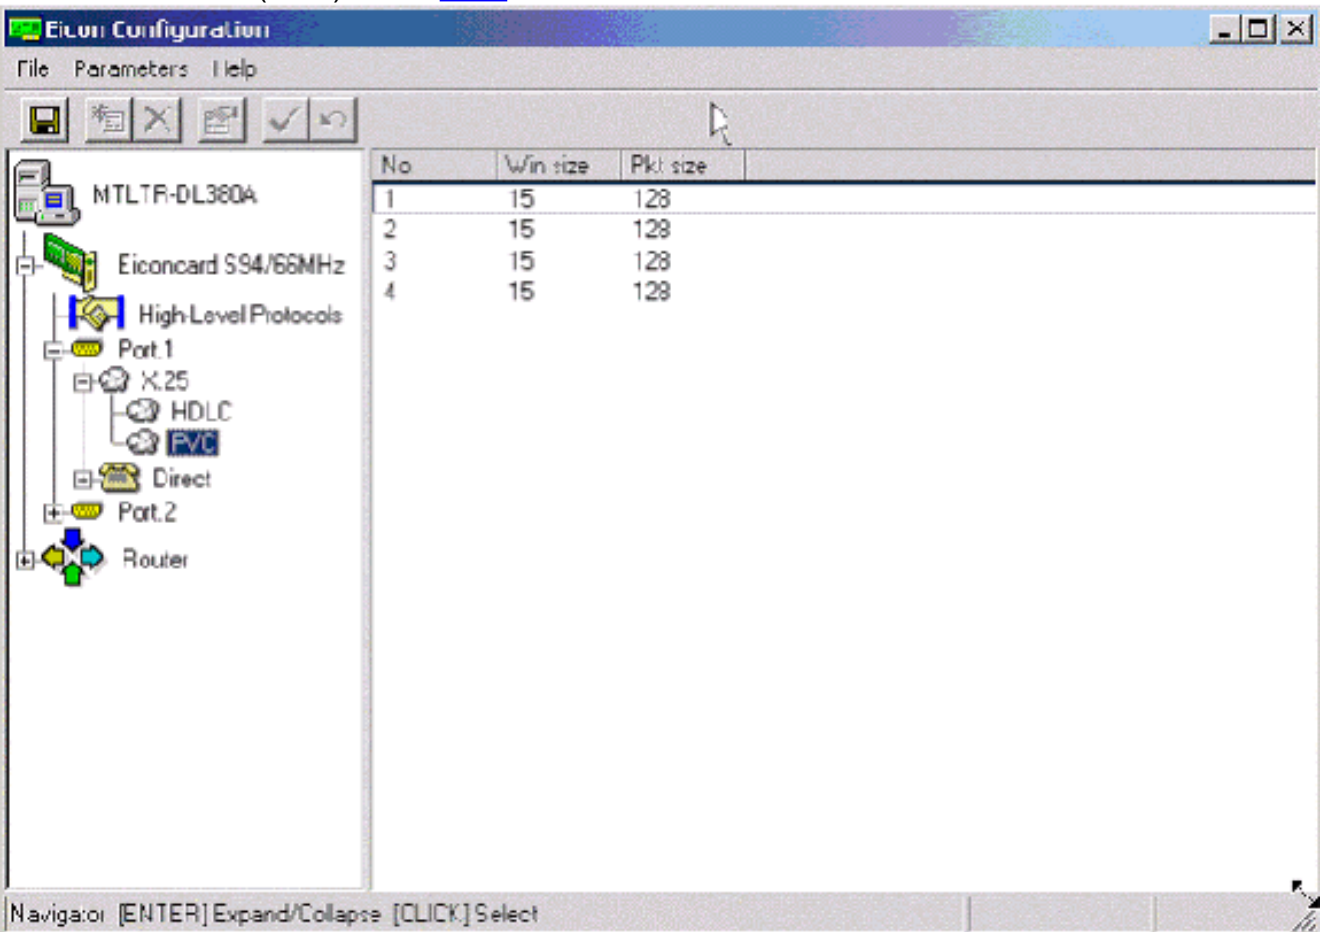 Eicon Configuration
File Parameters Help
No Win size Pkt size
1 15 128
2 15 128
3 15 128
4 15 128
MTLTR-DL380A
Eiconcard S94/66MHz
High-Level Protocols
Port.1
X.25
HDLC
PVC
Direct
Port.2
Router
Navigator [ENTER] Expand/Collapse [CLICK] Select